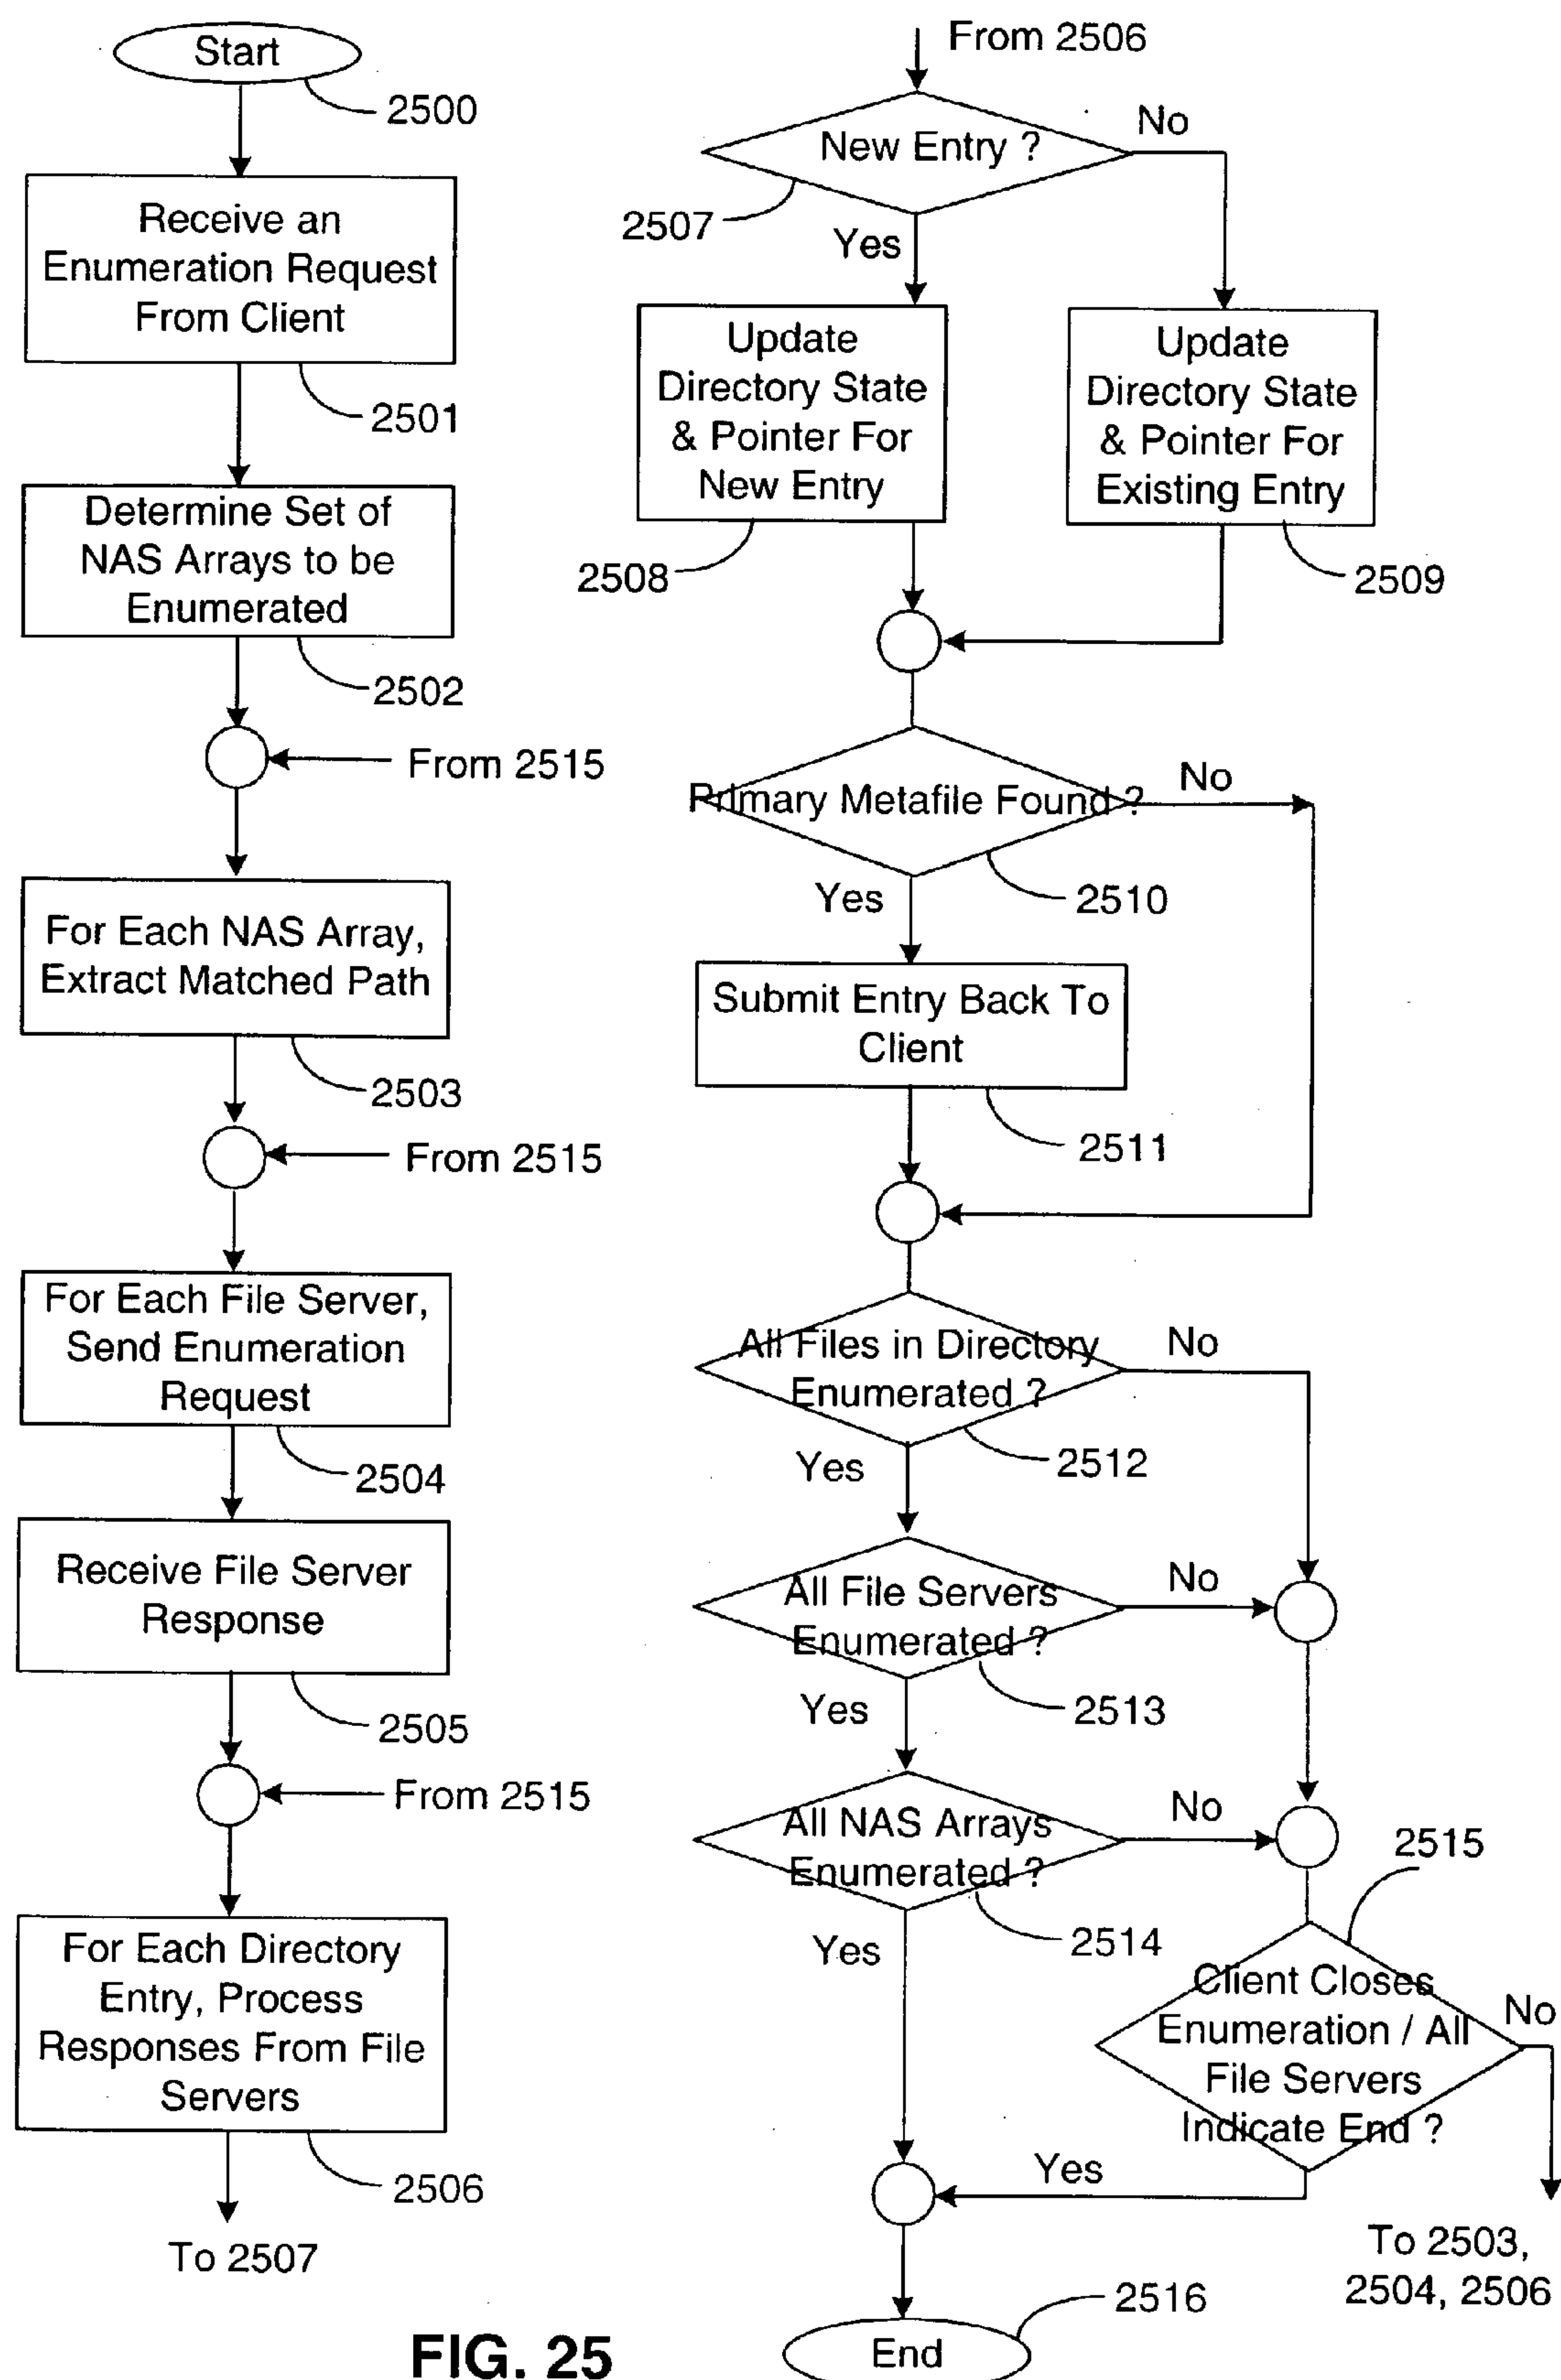 Start
2500
Receive an
Enumeration Request
From Client
2501
Determine Set of
NAS Arrays to be
Enumerated
2502
From 2515
For Each NAS Array,
Extract Matched Path
2503
From 2515
For Each File Server,
Send Enumeration
Request
2504
Receive File Server
Response
2505
From 2515
For Each Directory
Entry, Process
Responses From File
Servers
2506
To 2507
From 2506
New Entry ?
No
2507
Yes
Update
Directory State
& Pointer For
New Entry
2508
Update
Directory State
& Pointer For
Existing Entry
2509
Primary Metafile Found ?
No
Yes
2510
Submit Entry Back To
Client
2511
All Files in Directory
Enumerated ?
No
Yes
2512
All File Servers
Enumerated ?
No
Yes
2513
All NAS Arrays
Enumerated ?
No
Yes
2514
2515
Client Closes
Enumeration / All
File Servers
Indicate End ?
No
Yes
To 2503,
2504, 2506
2516
End
FIG. 25